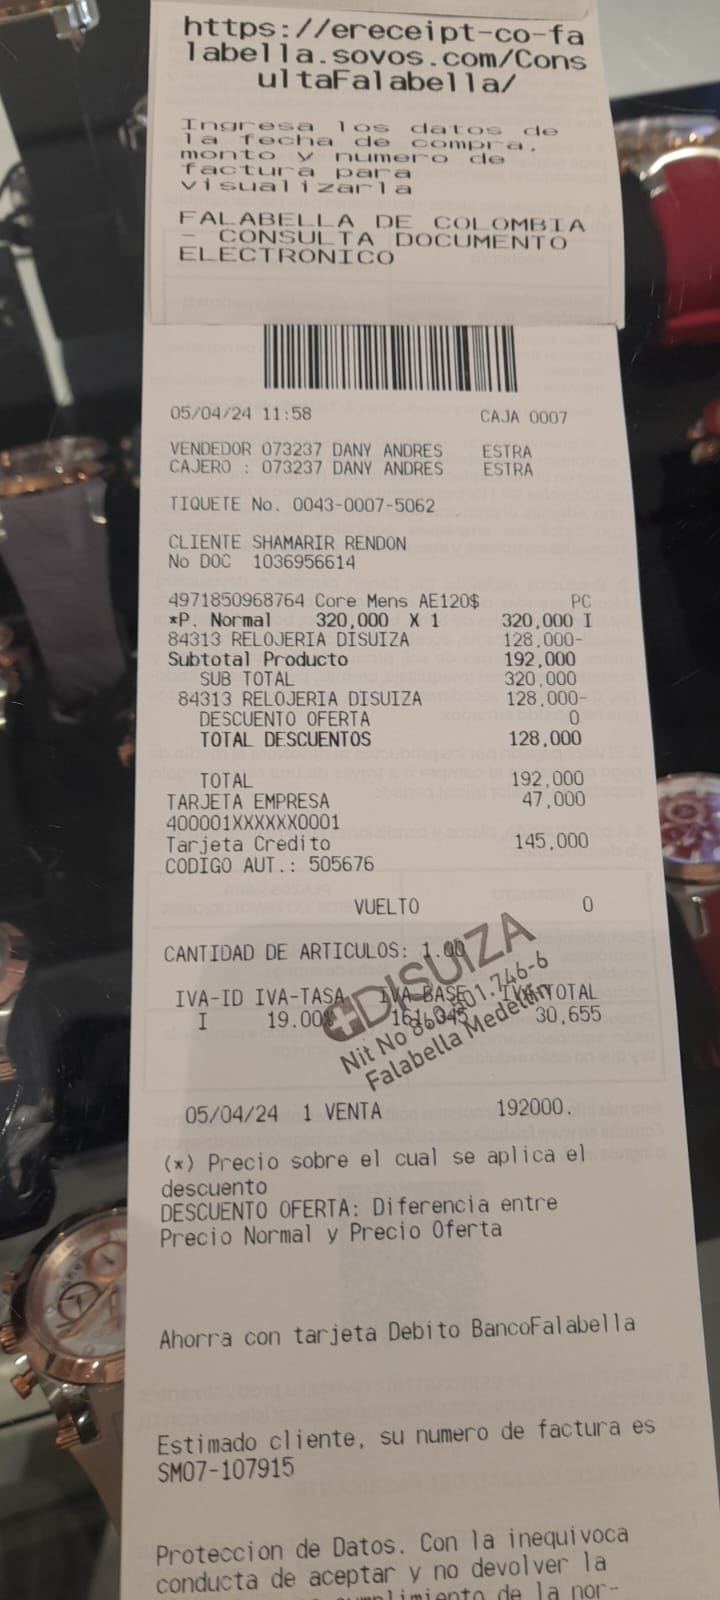 https://ereceipt-co-fa
labella.sovos.com/Cons
ultaFalabella/
Ingresa los datos de
la fecha de compra,
monto y numero de
factura para
visualizarla
FALABELLA DE COLOMBIA
- CONSULTA DOCUMENTO
ELECTRONICO
05/04/24 11:58 CAJA 0007
VENDEDOR 073237 DANY ANDRES ESTRA
CAJERO : 073237 DANY ANDRES ESTRA
TIQUETE No. 0043-0007-5062
CLIENTE SHAMARIR RENDON
No DOC 1036956614
4971850968764 Core Mens AE120$ PC
*P. Normal 320,000 X 1 320,000 I
84313 RELOJERIA DISUIZA 128,000-
Subtotal Producto 192,000
SUB TOTAL 320,000
84313 RELOJERIA DISUIZA 128,000-
DESCUENTO OFERTA 0
TOTAL DESCUENTOS 128,000
TOTAL 192,000
TARJETA EMPRESA 47,000
400001XXXXXX0001
Tarjeta Credito 145,000
CODIGO AUT.: 505676
VUELTO 0
CANTIDAD DE ARTICULOS: 1.00
IVA-ID IVA-TASA IVA-BASE IVA-TOTAL
I 19.00% 30,655
DISUIZA
Nit No
Falabella Medellín
05/04/24 1 VENTA 192000.
(*) Precio sobre el cual se aplica el
descuento
DESCUENTO OFERTA: Diferencia entre
Precio Normal y Precio Oferta
Ahorra con tarjeta Debito BancoFalabella
Estimado cliente, su numero de factura es
SM07-107915
Proteccion de Datos. Con la inequivoca
conducta de aceptar y no devolver la
de la nor-